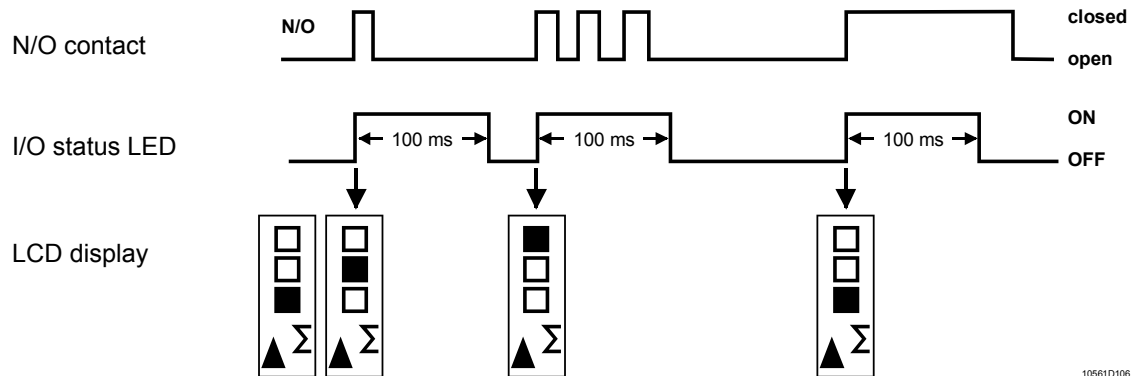 N/O contact
N/O
closed
open
I/O status LED
100 ms
100 ms
100 ms
ON
OFF
LCD display
Σ
Σ
Σ
Σ
10561D106